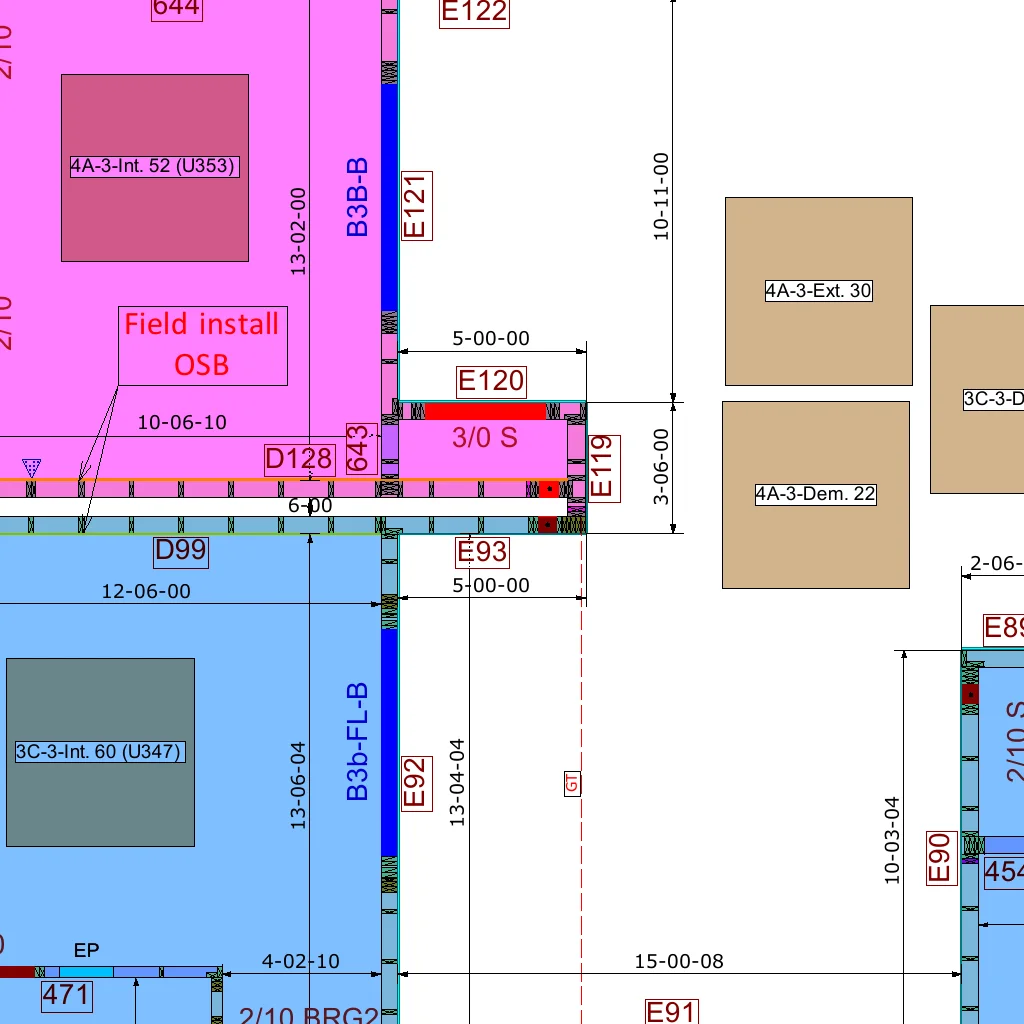 644
E122
2/10
4A-3-Int. 52 (U353)
B3B-B
E121
13-02-00
10-11-00
4A-3-Ext. 30
2/10
Field install
OSB
5-00-00
E120
3C-3-D
10-06-10
643
3/0 S
E119
3-06-00
D128
4A-3-Dem. 22
6-00
D99
E93
12-06-00
5-00-00
2-06-
E89
3C-3-Int. 60 (U347)
B3b-FL-B
E92
13-06-04
13-04-04
GT
2/10 S
10-03-04
E90
454
EP
4-02-10
15-00-08
471
2/10 BRG2
E91